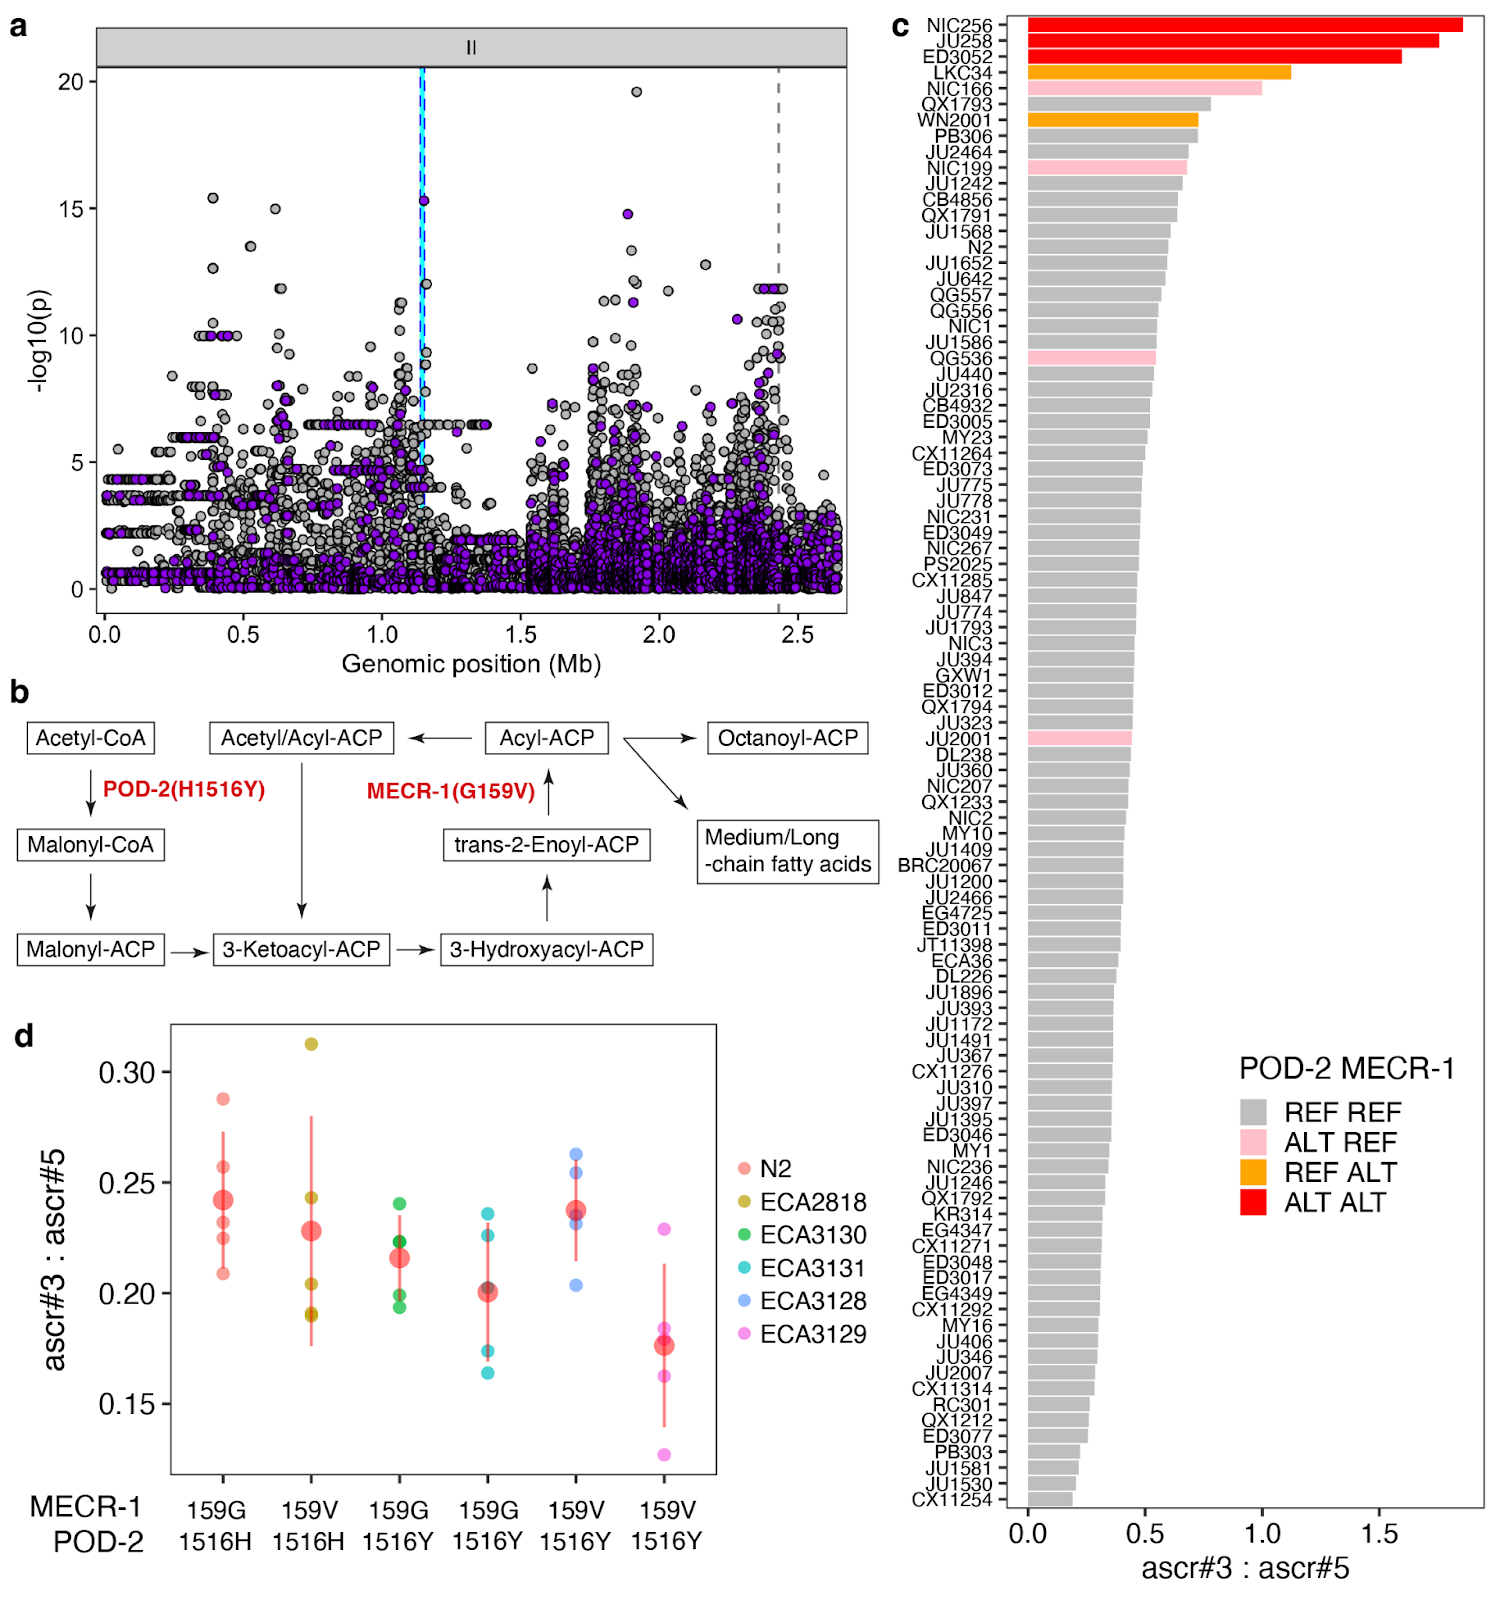 a
II
20
15
10
5
0
-log10(p)
0.0 0.5 1.0 1.5 2.0 2.5
Genomic position (Mb)
b
Acetyl-CoA
Acetyl/Acyl-ACP
Acyl-ACP
Octanoyl-ACP
POD-2(H1516Y)
MECR-1(G159V)
Malonyl-CoA
trans-2-Enoyl-ACP
Medium/Long
-chain fatty acids
Malonyl-ACP
3-Ketoacyl-ACP
3-Hydroxyacyl-ACP
c
NIC256
JU258
ED3052
LKC34
NIC166
QX1793
WN2001
PB306
JU2464
NIC199
JU1242
CB4856
QX1791
JU1568
N2
JU1652
JU642
QG557
QG556
NIC1
JU1586
QG536
JU440
JU2316
CB4932
ED3005
MY23
CX11264
ED3073
JU775
JU778
NIC231
ED3049
NIC267
PS2025
CX11285
JU847
JU774
JU1793
NIC3
JU394
GXW1
ED3012
QX1794
JU323
JU2001
DL238
JU360
NIC207
QX1233
NIC2
MY10
JU1409
BRC20067
JU1200
JU2466
EG4725
ED3011
JT11398
ECA36
DL226
JU1896
JU393
JU1172
JU1491
JU367
CX11276
JU310
JU397
JU1395
ED3046
MY1
NIC236
JU1246
QX1792
KR314
EG4347
CX11271
ED3048
ED3017
EG4349
CX11292
MY16
JU406
JU346
JU2007
CX11314
RC301
QX1212
ED3077
PB303
JU1581
JU1530
CX11254
0.0 0.5 1.0 1.5
ascr#3 : ascr#5
POD-2 MECR-1
REF REF
ALT REF
REF ALT
ALT ALT
d
0.30
0.25
0.20
0.15
ascr#3 : ascr#5
N2
ECA2818
ECA3130
ECA3131
ECA3128
ECA3129
MECR-1 159G 159V 159G 159G 159V 159V
POD-2 1516H 1516H 1516Y 1516Y 1516Y 1516Y